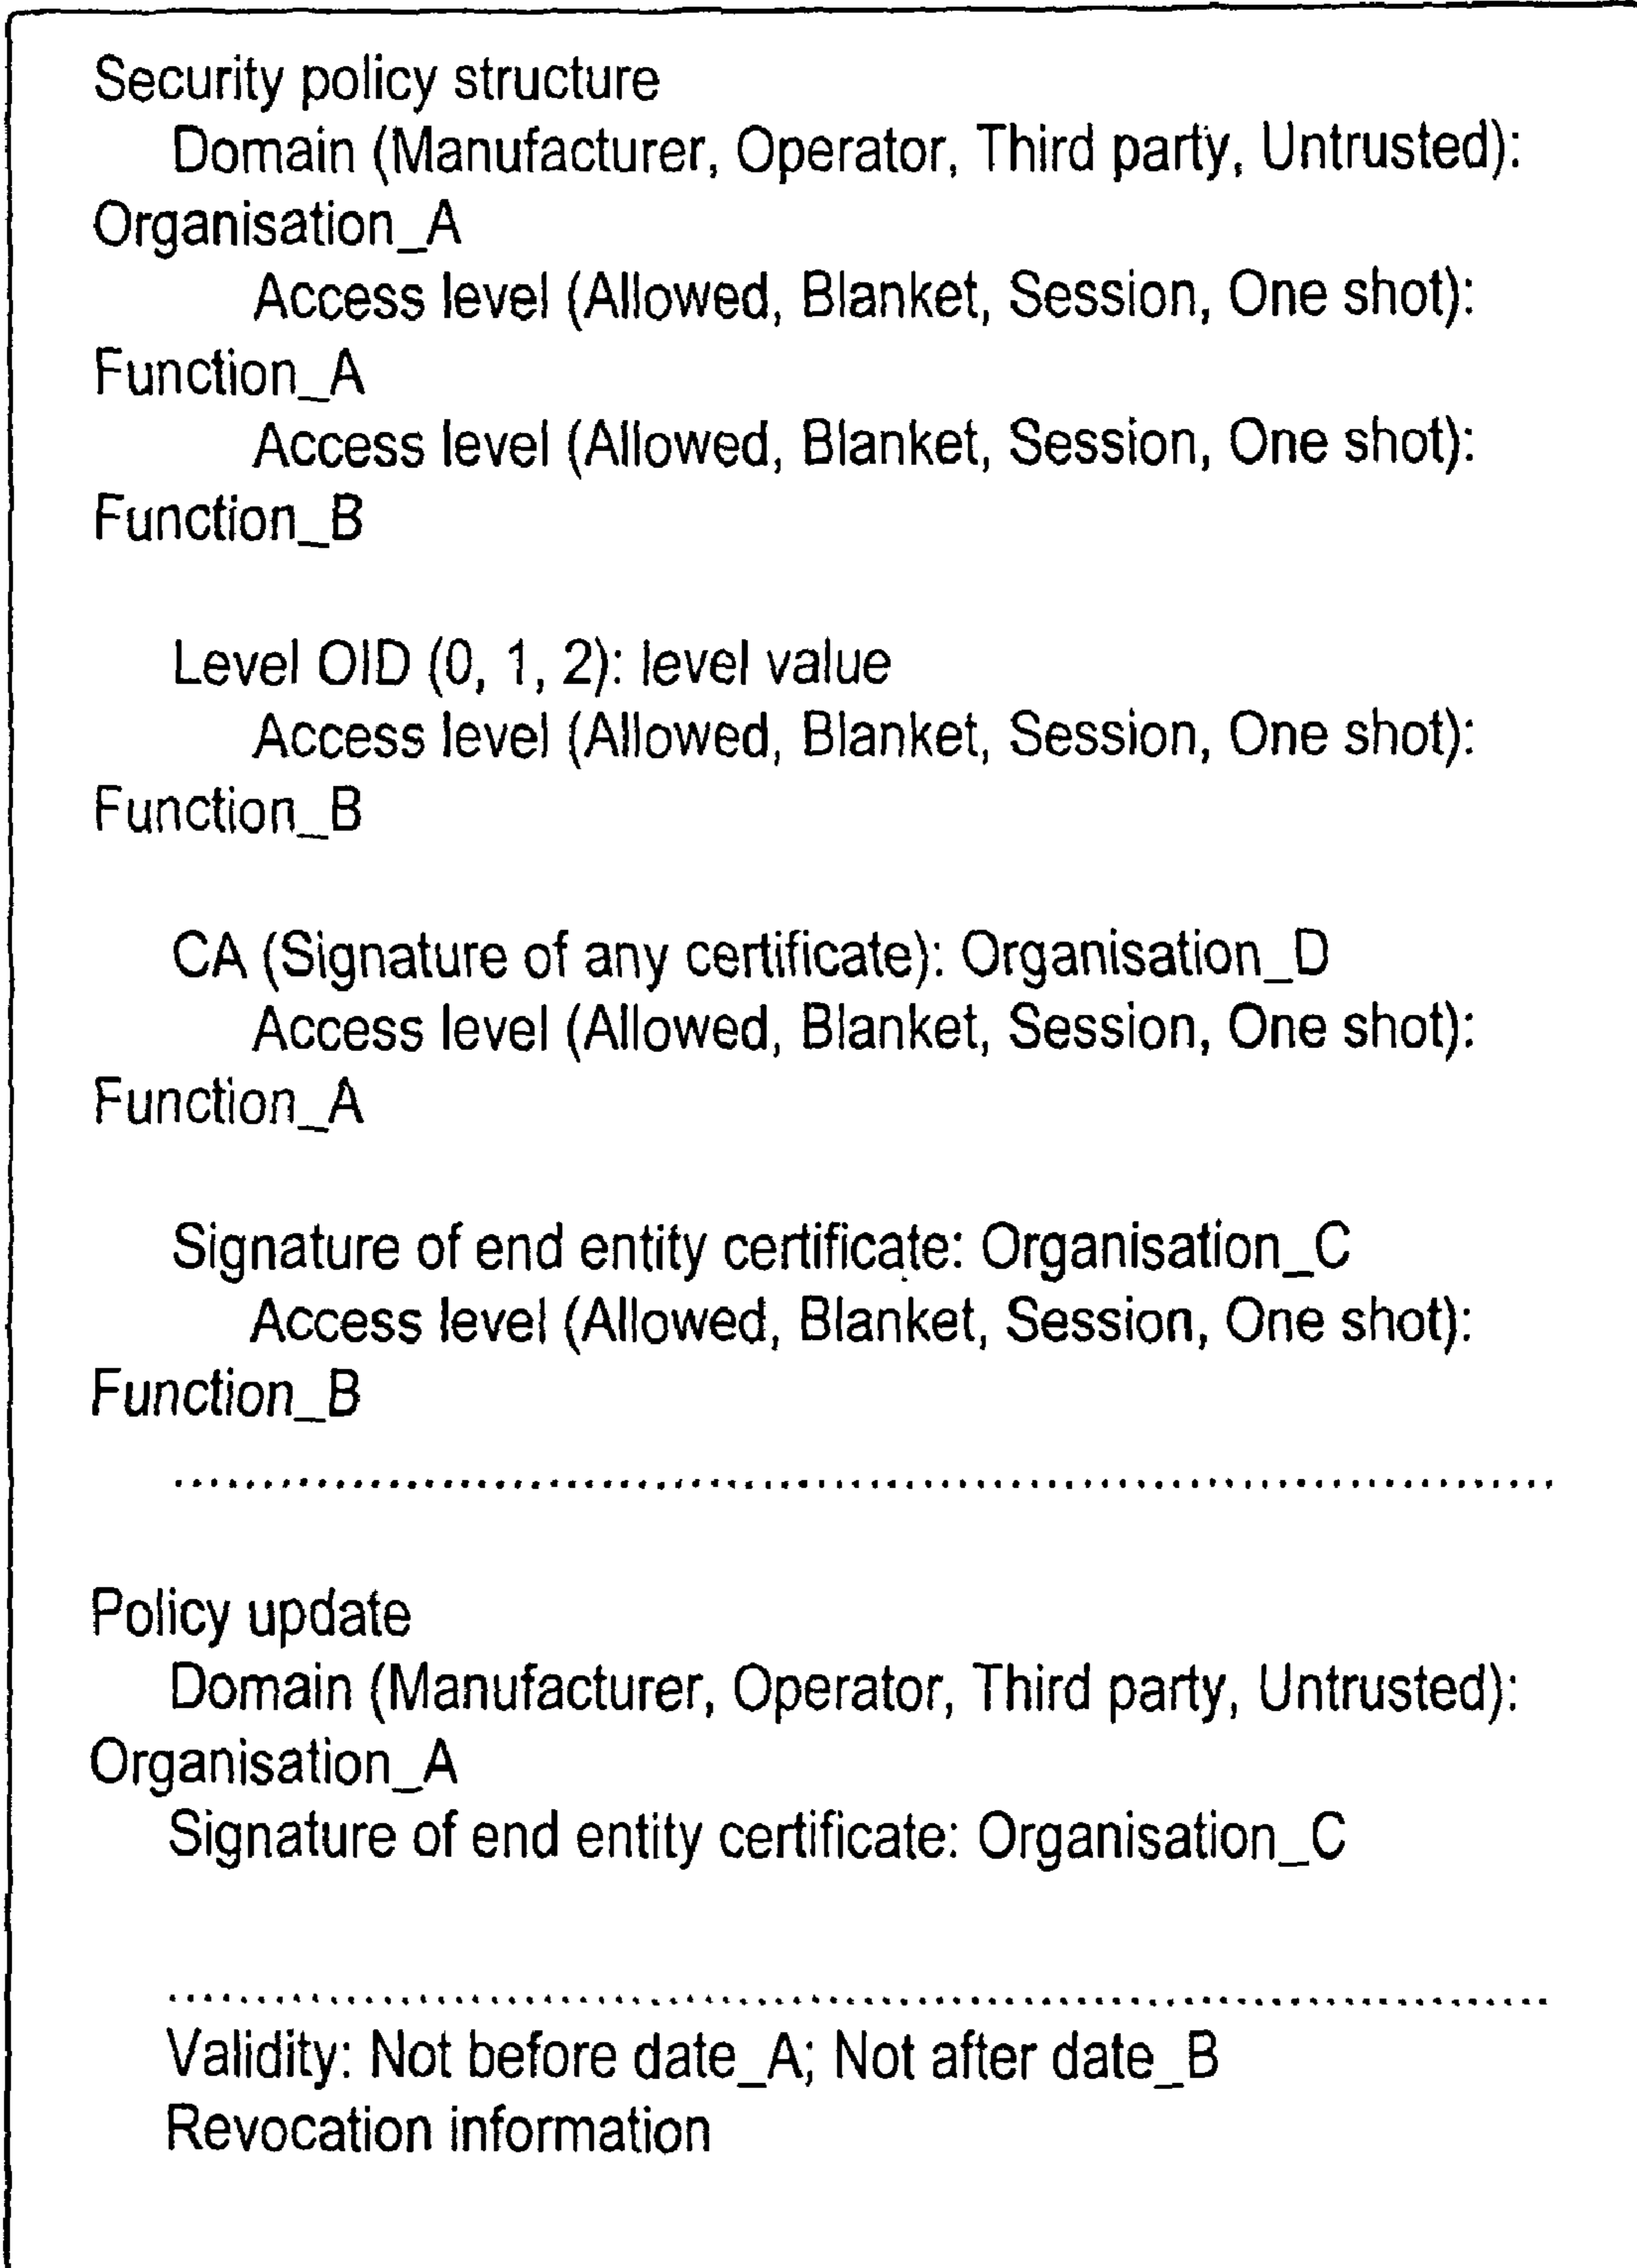 Security policy structure
Domain (Manufacturer, Operator, Third party, Untrusted):
Organisation_A
Access level (Allowed, Blanket, Session, One shot):
Function_A
Access level (Allowed, Blanket, Session, One shot):
Function_B
Level OID (0, 1, 2): level value
Access level (Allowed, Blanket, Session, One shot):
Function_B
CA (Signature of any certificate): Organisation_D
Access level (Allowed, Blanket, Session, One shot):
Function_A
Signature of end entity certificate: Organisation_C
Access level (Allowed, Blanket, Session, One shot):
Function_B
..............................................................................
Policy update
Domain (Manufacturer, Operator, Third party, Untrusted):
Organisation_A
Signature of end entity certificate: Organisation_C
..............................................................................
Validity: Not before date_A; Not after date_B
Revocation information